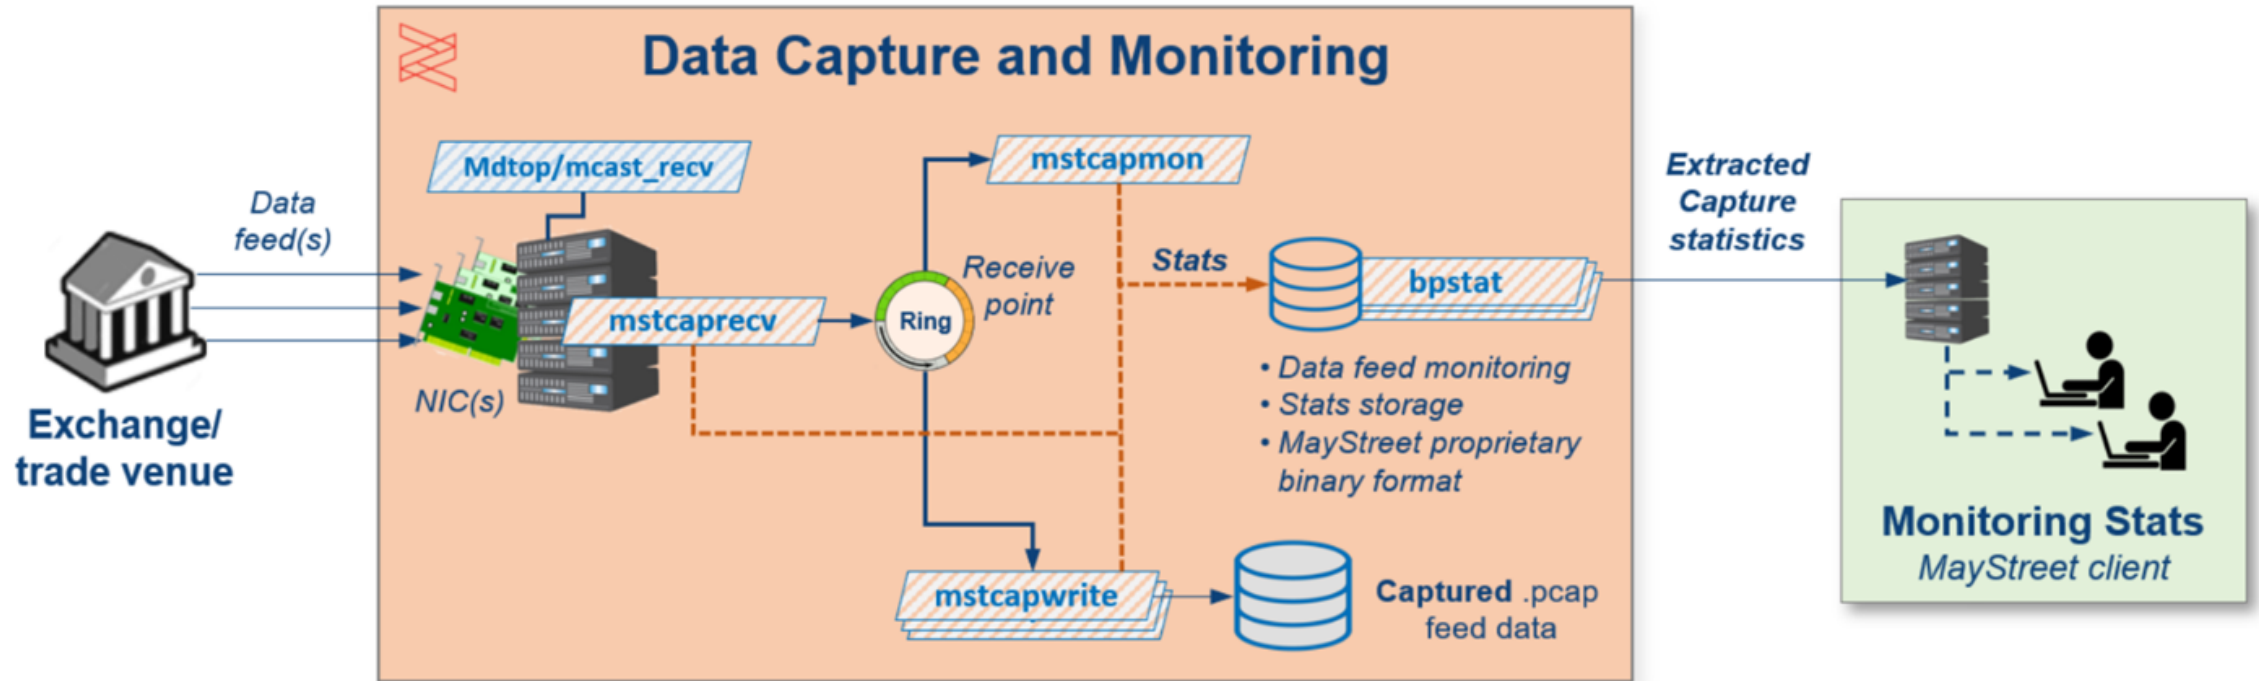 Data Capture and Monitoring
Mdtop/mcast_recv
mstcapmon
Data
feed(s)
Extracted
Capture
statistics
Receive
point
Stats
bpstat
mstcaprecv
Ring
NIC(s)
Exchange/
trade venue
• Data feed monitoring
• Stats storage
• MayStreet proprietary
binary format
mstcapwrite
Captured .pcap
feed data
Monitoring Stats
MayStreet client